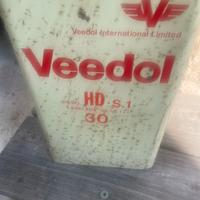 Veedol International Limited
Veedol
HD S.1
30